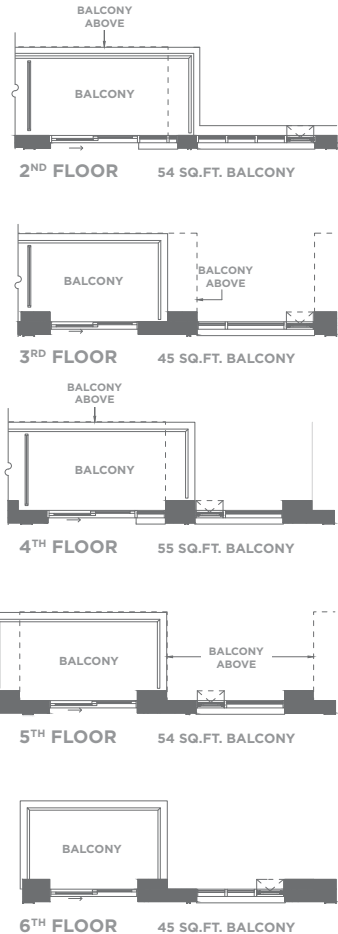 BALCONY
ABOVE
BALCONY
2ND FLOOR 54 SQ.FT. BALCONY
BALCONY
BALCONY
ABOVE
3RD FLOOR 45 SQ.FT. BALCONY
BALCONY
ABOVE
BALCONY
4TH FLOOR 55 SQ.FT. BALCONY
BALCONY
BALCONY
ABOVE
5TH FLOOR 54 SQ.FT. BALCONY
BALCONY
6TH FLOOR 45 SQ.FT. BALCONY